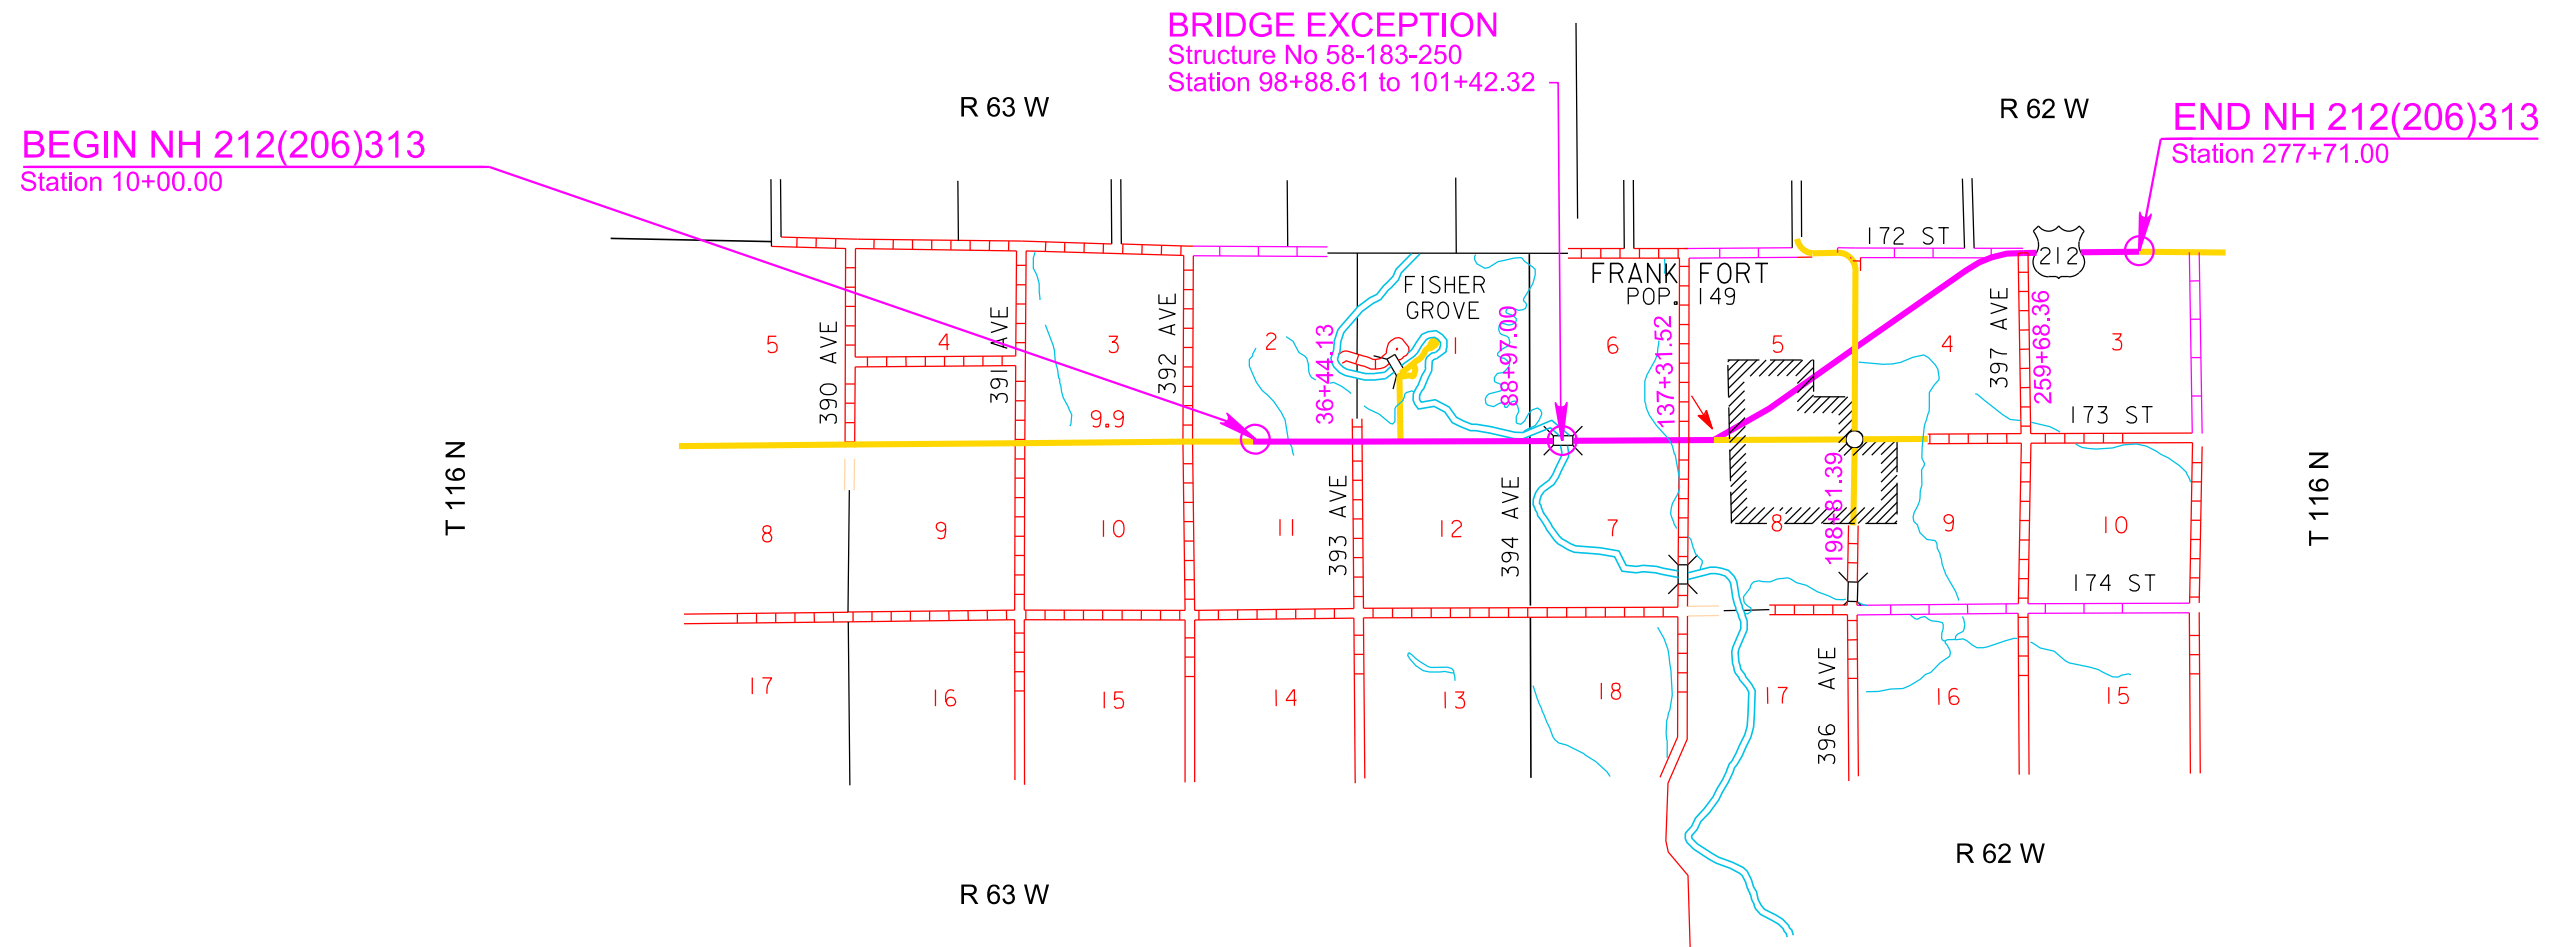 BRIDGE EXCEPTION
Structure No 58-183-250
Station 98+88.61 to 101+42.32
R 63 W
R 62 W
BEGIN NH 212(206)313
Station 10+00.00
END NH 212(206)313
Station 277+71.00
172 ST
212
FRANK FORT
POP. 149
FISHER
GROVE
390 AVE
391 AVE
392 AVE
36+44.13
88+97.00
137+31.52
397 AVE
259+68.36
5
4
3
2
1
6
5
4
3
9.9
173 ST
T 116 N
T 116 N
393 AVE
394 AVE
198+81.39
8
9
10
11
12
7
8
9
10
174 ST
17
16
15
14
13
18
17
16
15
396 AVE
R 62 W
R 63 W